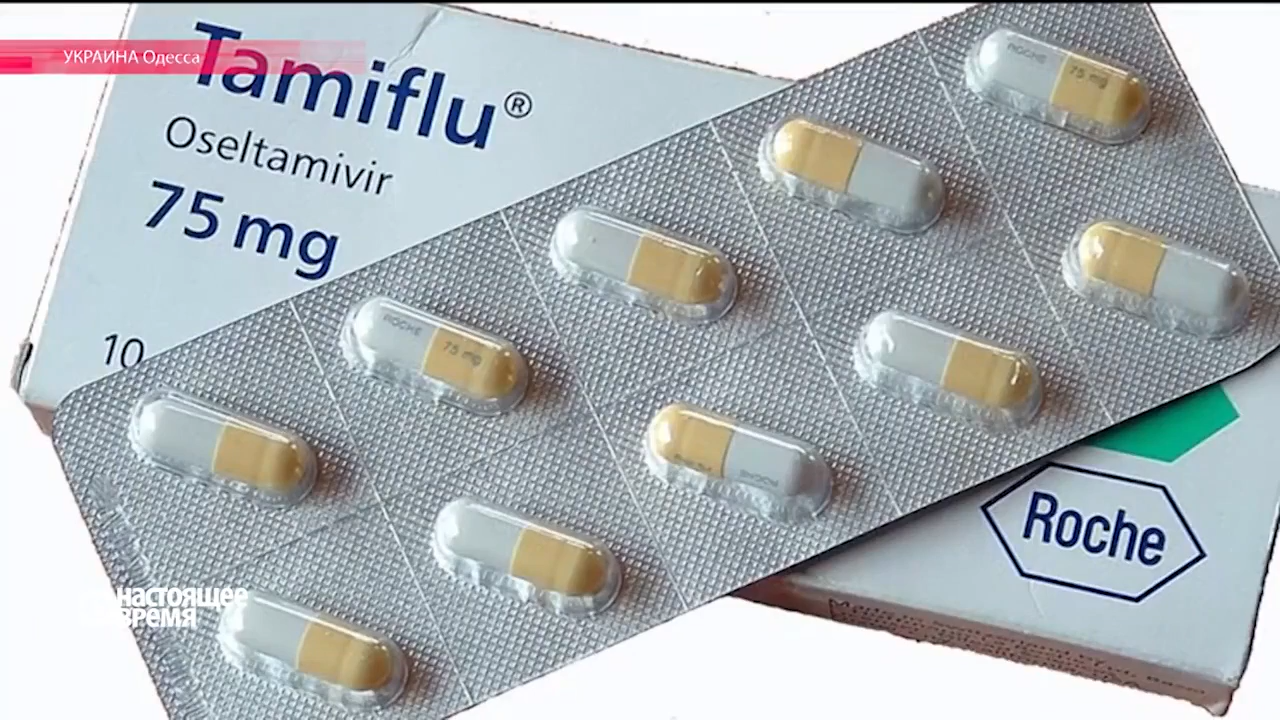 УКРАИНА Одесса
Tamiflu®
Oseltamivir
75 mg
10
ROCHE
75 mg
ROCHE
75 mg
ROCHE
Roche
НАСТОЯЩЕЕ
ВРЕМЯ